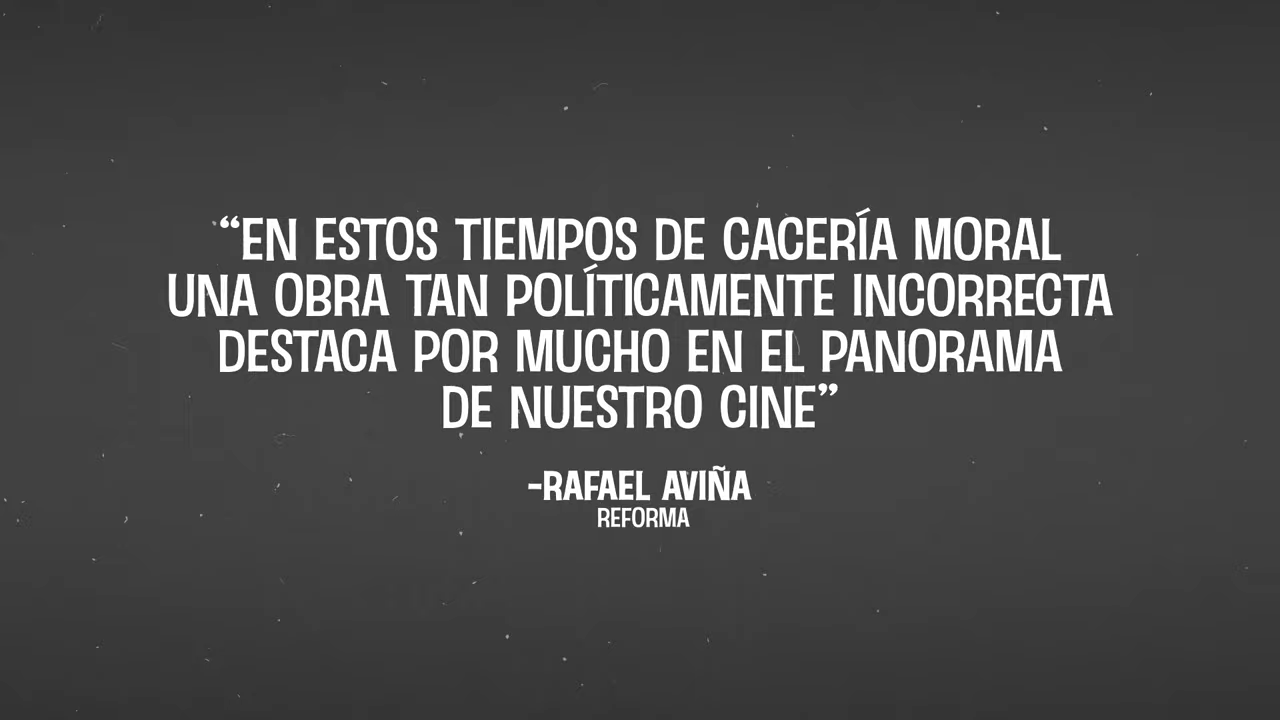 “EN ESTOS TIEMPOS DE CACERÍA MORAL
UNA OBRA TAN POLÍTICAMENTE INCORRECTA
DESTACA POR MUCHO EN EL PANORAMA
DE NUESTRO CINE”
-RAFAEL AVIÑA
REFORMA